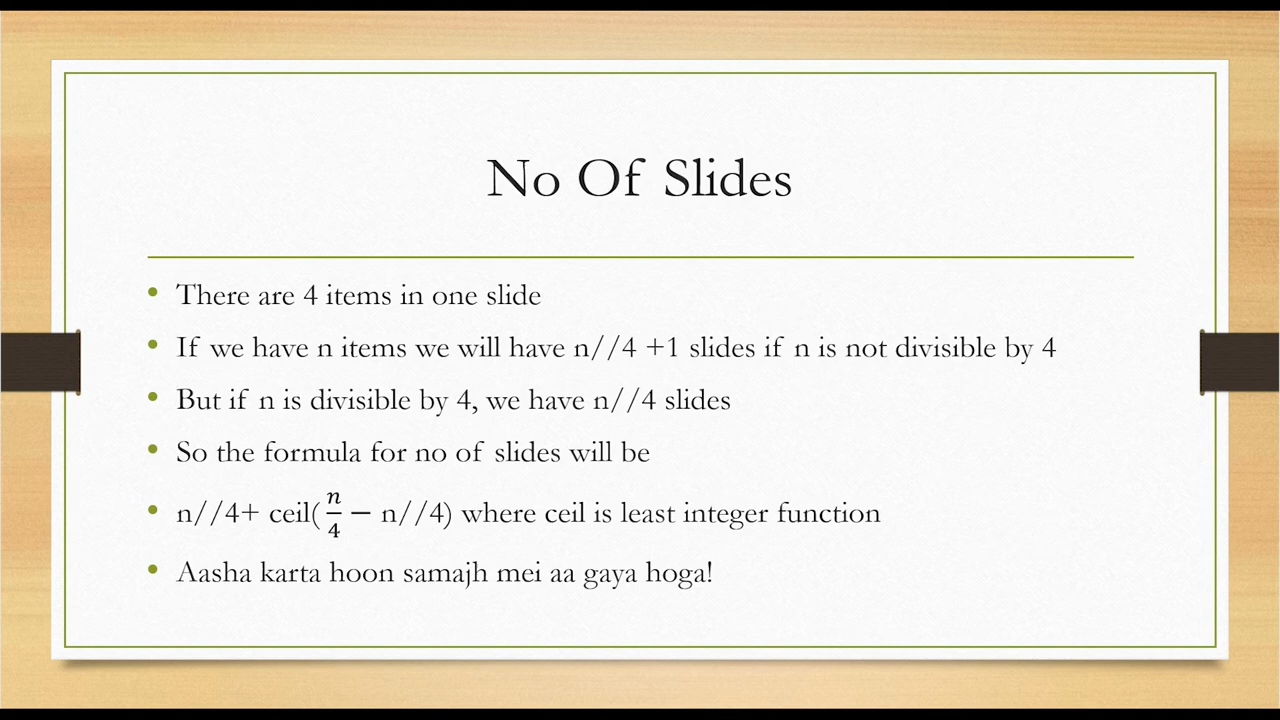 No Of Slides
• There are 4 items in one slide
• If we have n items we will have n//4 +1 slides if n is not divisible by 4
• But if n is divisible by 4, we have n//4 slides
• So the formula for no of slides will be
• n//4+ ceil(n/4 − n//4) where ceil is least integer function
• Aasha karta hoon samajh mei aa gaya hoga!